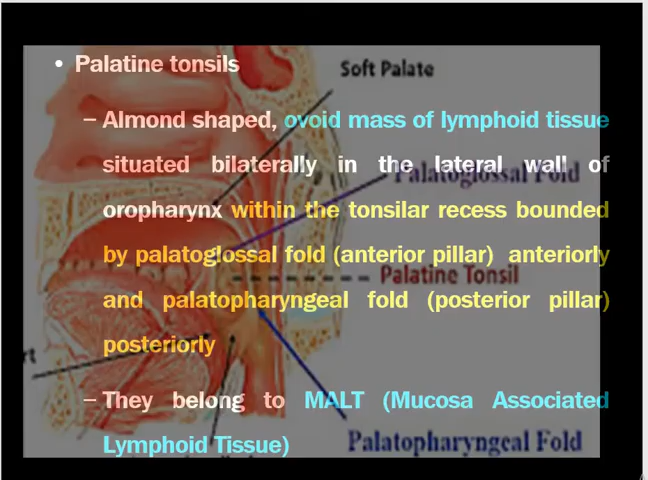 • Palatine tonsils
Soft Palate
– Almond shaped, ovoid mass of lymphoid tissue
situated bilaterally in the lateral wall of
Palatoglossal Fold
oropharynx within the tonsilar recess bounded
by palatoglossal fold (anterior pillar) anteriorly
Palatine Tonsil
and palatopharyngeal fold (posterior pillar)
posteriorly
– They belong to MALT (Mucosa Associated
Lymphoid Tissue)
Palatopharyngeal Fold